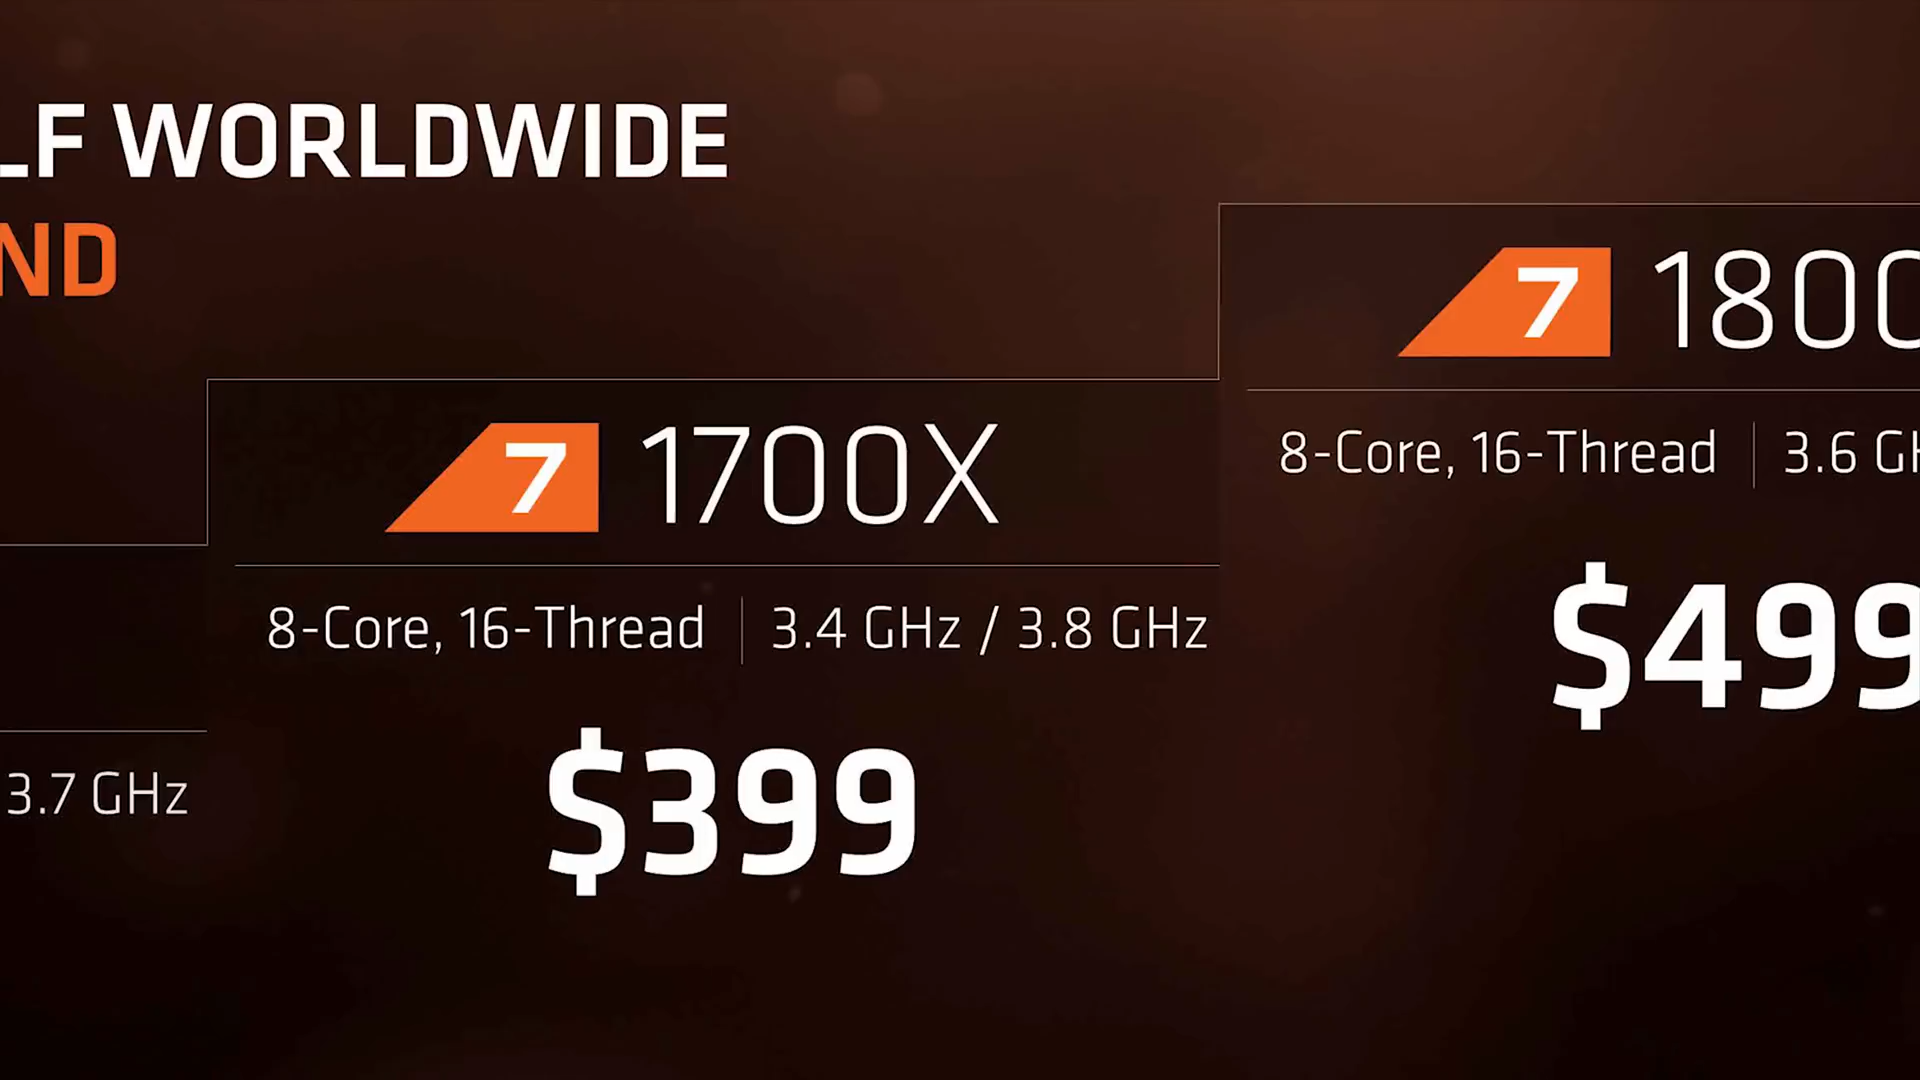 LF WORLDWIDE
ND
7 1800
8-Core, 16-Thread | 3.6 GH
$499
7 1700X
8-Core, 16-Thread | 3.4 GHz / 3.8 GHz
$399
3.7 GHz